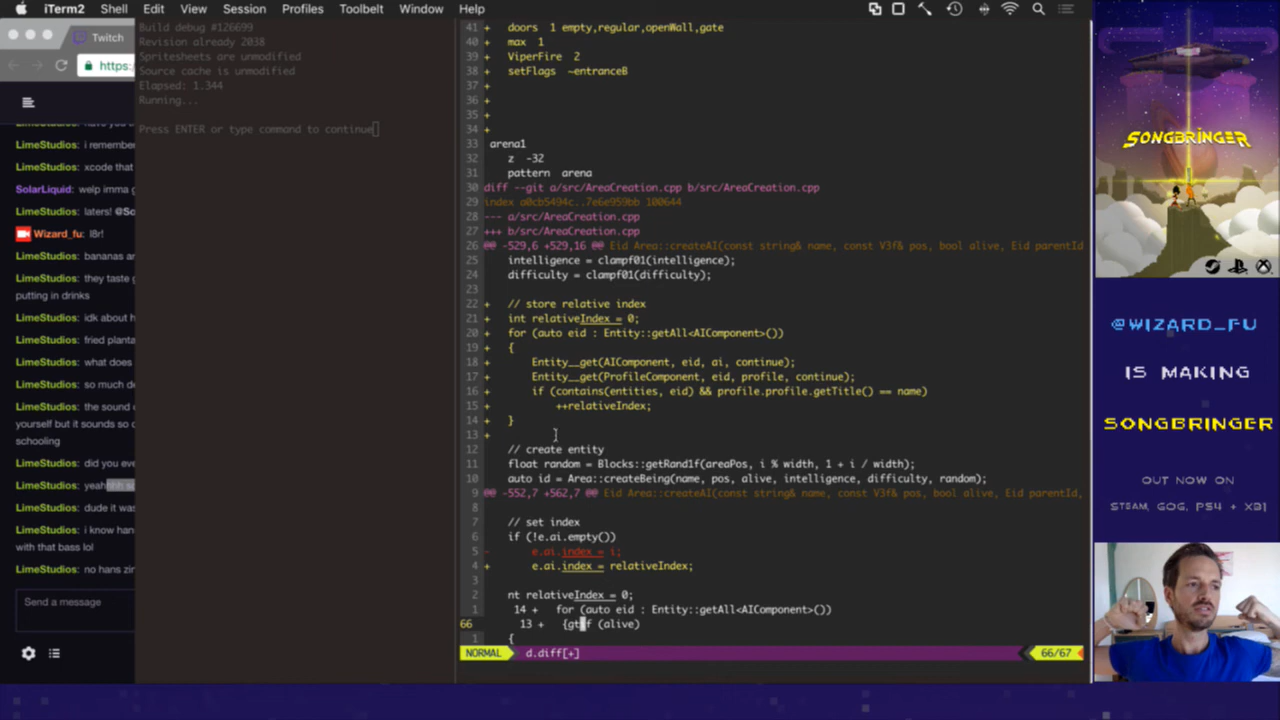 iTerm2 Shell Edit View Session Profiles Toolbelt Window Help
Twitch
https:
LimeStudios: i remember
LimeStudios: xcode that
SolarLiquid: welp imma g
LimeStudios: laters! @So
Wizard_fu: l8r!
LimeStudios: bananas ar
LimeStudios: they taste g
putting in drinks
LimeStudios: idk about h
LimeStudios: fried planta
LimeStudios: what does
LimeStudios: so much de
LimeStudios: the sound o
yourself but it sounds so c
schooling
LimeStudios: did you eve
LimeStudios: yeahhhh so
LimeStudios: dude it was
LimeStudios: i know han
with that bass lol
LimeStudios: no hans zir
Send a message
Build debug #126699
Revision already 2038
Spritesheets are unmodified
Source cache is unmodified
Elapsed: 1.344
Running...
Press ENTER or type command to continue
41 + doors 1 empty,regular,openWall,gate
40 + max 1
39 + ViperFire 2
38 + setFlags ~entranceB
37 +
36 +
35 +
34 +
33 arena1
32 z -32
31 pattern arena
30 diff --git a/src/AreaCreation.cpp b/src/AreaCreation.cpp
29 index a0cb5494c..7e6e959bb 100644
28 --- a/src/AreaCreation.cpp
27 +++ b/src/AreaCreation.cpp
26 @@ -529,6 +529,16 @@ Eid Area::createAI(const string& name, const V3f& pos, bool alive, Eid parentId
25 intelligence = clampf01(intelligence);
24 difficulty = clampf01(difficulty);
23
22 + // store relative index
21 + int relativeIndex = 0;
20 + for (auto eid : Entity::getAll<AIComponent>())
19 + {
18 + Entity__get(AIComponent, eid, ai, continue);
17 + Entity__get(ProfileComponent, eid, profile, continue);
16 + if (contains(entities, eid) && profile.profile.getTitle() == name)
15 + ++relativeIndex;
14 + }
13 +
12 // create entity
11 float random = Blocks::getRand1f(areaPos, i % width, 1 + i / width);
10 auto id = Area::createBeing(name, pos, alive, intelligence, difficulty, random);
9 @@ -552,7 +562,7 @@ Eid Area::createAI(const string& name, const V3f& pos, bool alive, Eid parentId,
8
7 // set index
6 if (!e.ai.empty())
5 - e.ai.index = i;
4 + e.ai.index = relativeIndex;
3
2 nt relativeIndex = 0;
1 14 + for (auto eid : Entity::getAll<AIComponent>())
66 13 + {gtif (alive)
1 {
NORMAL d.diff[+] 66/67
SONGBRINGER
@WIZARD_FU
IS MAKING
SONGBRINGER
OUT NOW ON
STEAM, GOG, PS4 + XB1